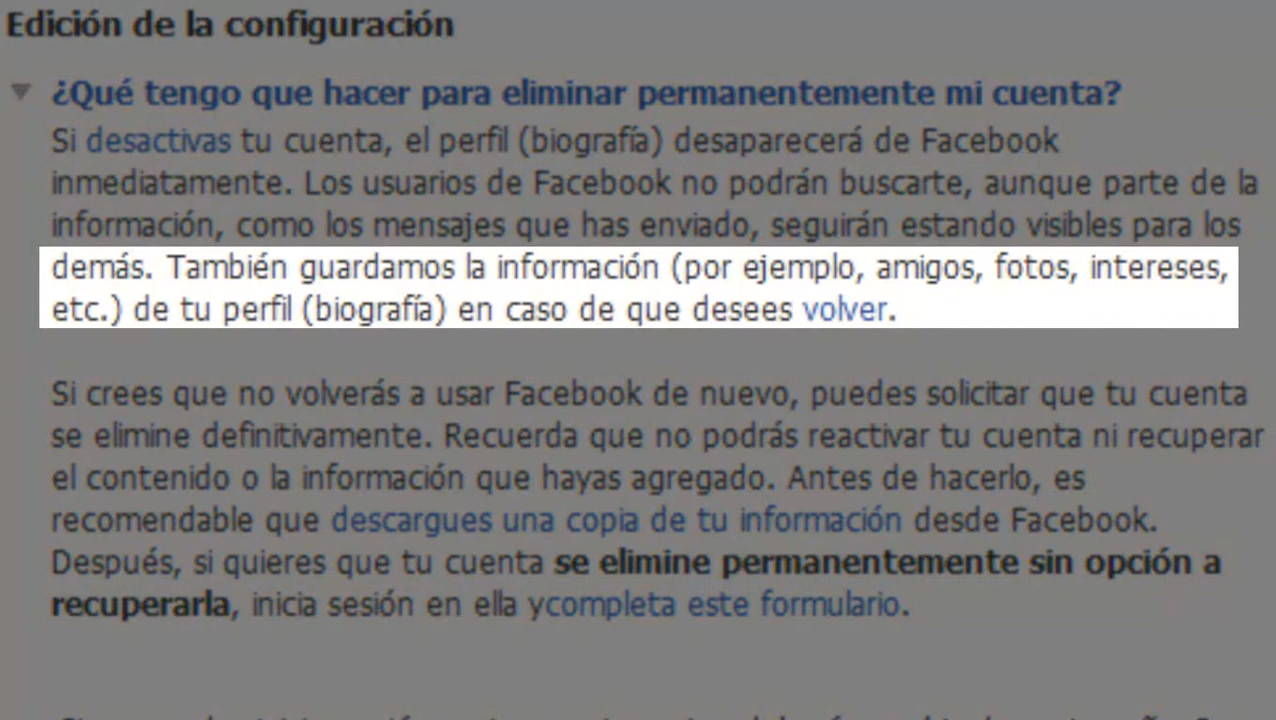 Edición de la configuración
¿Qué tengo que hacer para eliminar permanentemente mi cuenta?
Si desactivas tu cuenta, el perfil (biografía) desaparecerá de Facebook
inmediatamente. Los usuarios de Facebook no podrán buscarte, aunque parte de la
información, como los mensajes que has enviado, seguirán estando visibles para los
demás. También guardamos la información (por ejemplo, amigos, fotos, intereses,
etc.) de tu perfil (biografía) en caso de que desees volver.
Si crees que no volverás a usar Facebook de nuevo, puedes solicitar que tu cuenta
se elimine definitivamente. Recuerda que no podrás reactivar tu cuenta ni recuperar
el contenido o la información que hayas agregado. Antes de hacerlo, es
recomendable que descargues una copia de tu información desde Facebook.
Después, si quieres que tu cuenta se elimine permanentemente sin opción a
recuperarla, inicia sesión en ella ycompleta este formulario.